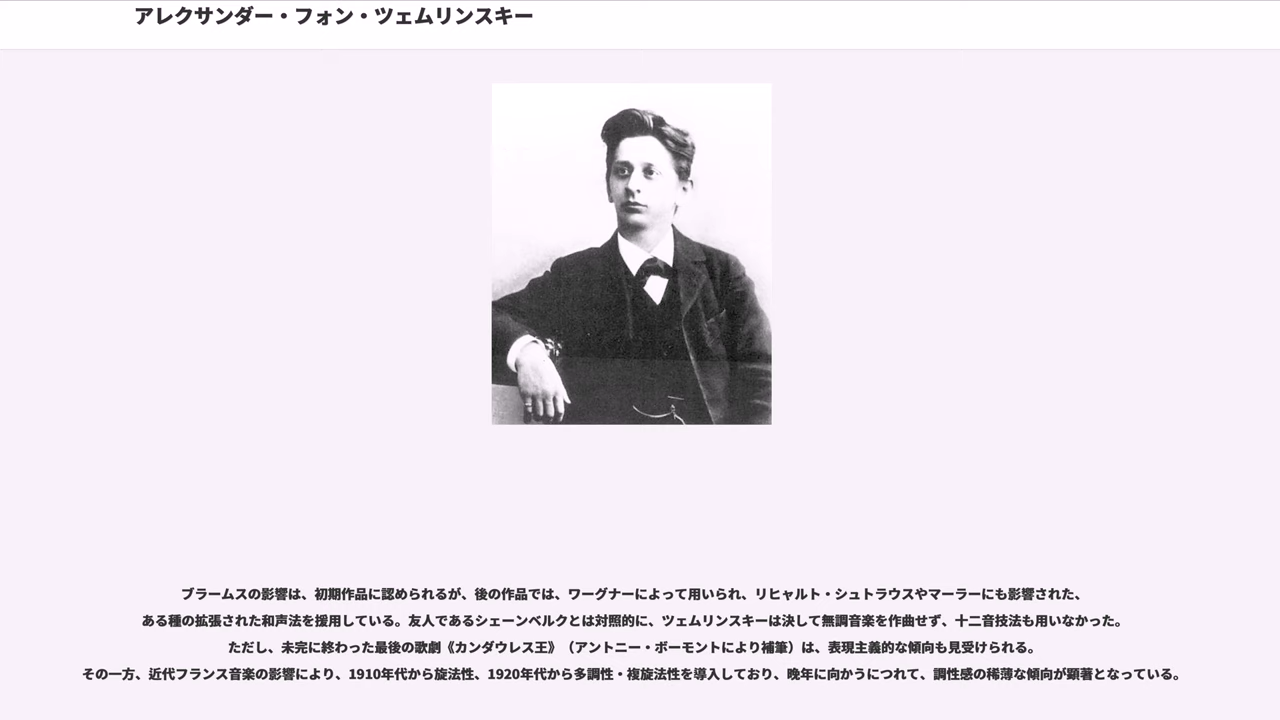 アレクサンダー・フォン・ツェムリンスキー
ブラームスの影響は、初期作品に認められるが、後の作品では、ワーグナーによって用いられ、リヒャルト・シュトラウスやマーラーにも影響された、
ある種の拡張された和声法を援用している。友人であるシェーンベルクとは対照的に、ツェムリンスキーは決して無調音楽を作曲せず、十二音技法も用いなかった。
ただし、未完に終わった最後の歌劇《カンダウレス王》（アントニー・ボーモントにより補筆）は、表現主義的な傾向も見受けられる。
その一方、近代フランス音楽の影響により、1910年代から旋法性、1920年代から多調性・複旋法性を導入しており、晩年に向かうにつれて、調性感の稀薄な傾向が顕著となっている。